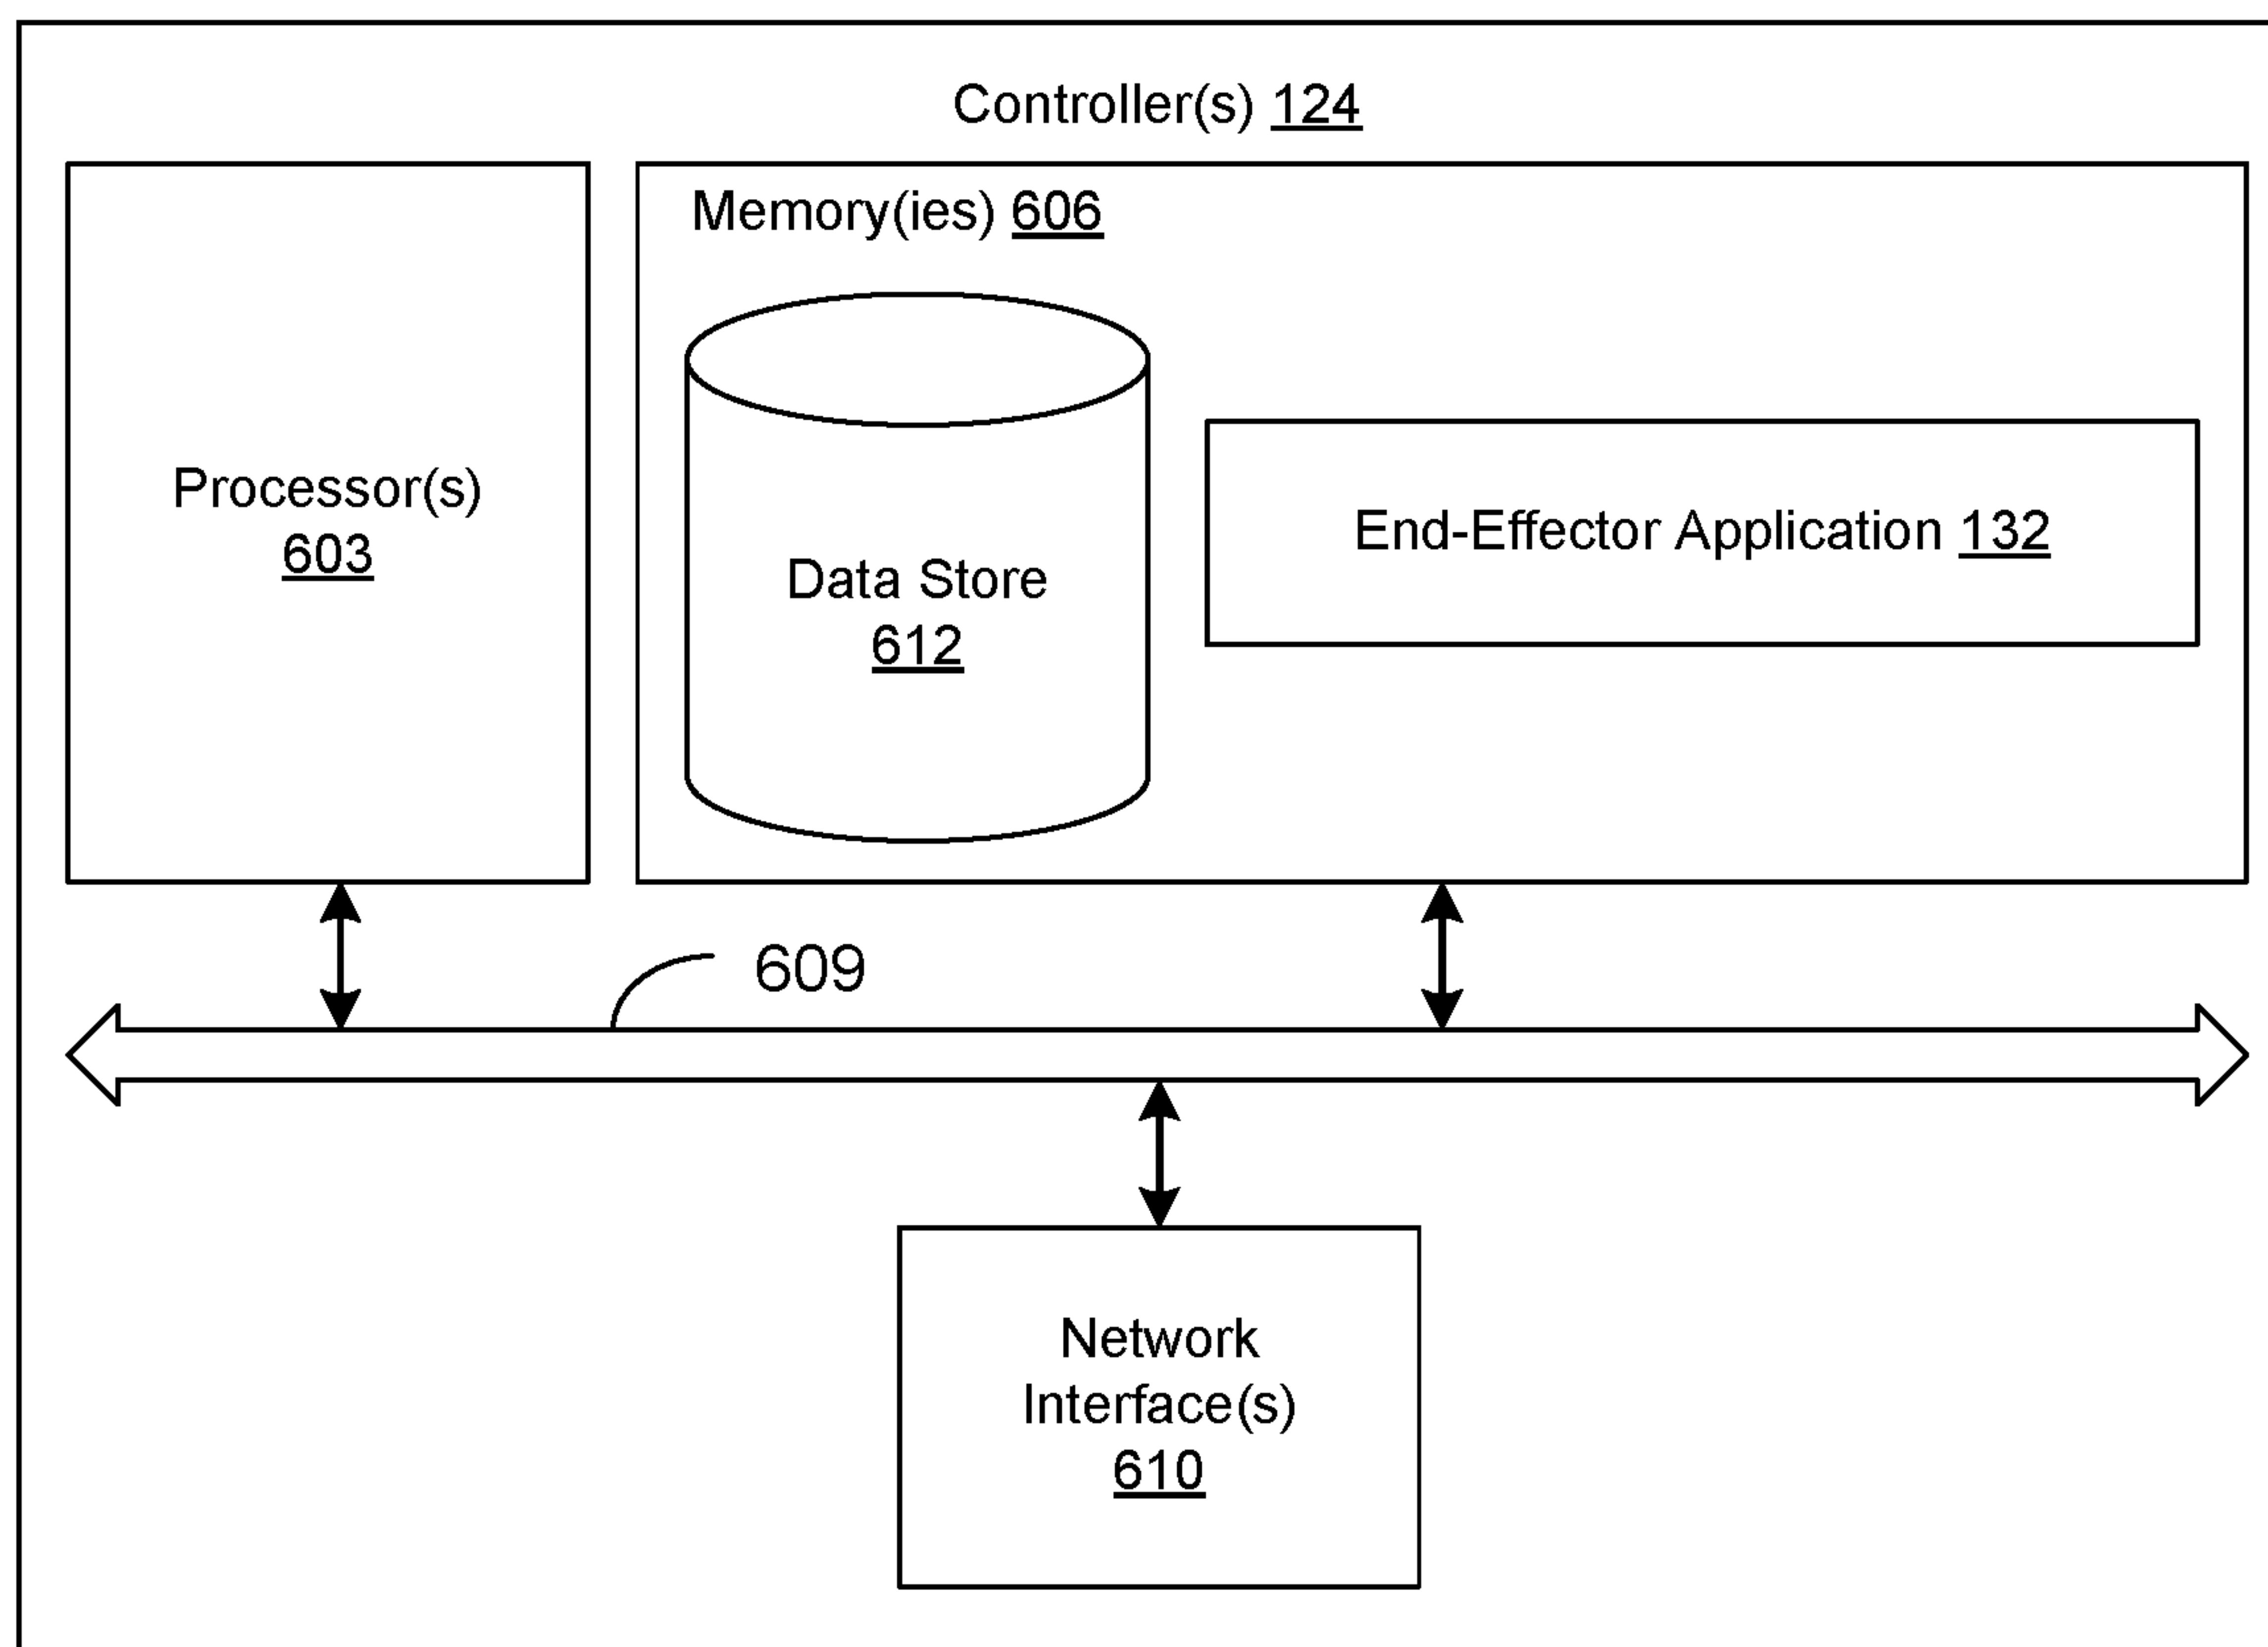 Controller(s) 124
Memory(ies) 606
Processor(s)
603
Data Store
612
End-Effector Application 132
609
Network
Interface(s)
610